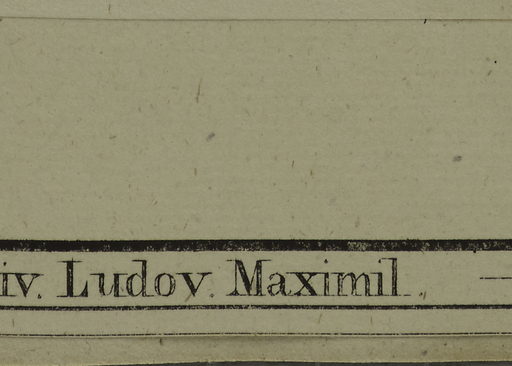 iv. Ludov. Maximil. —